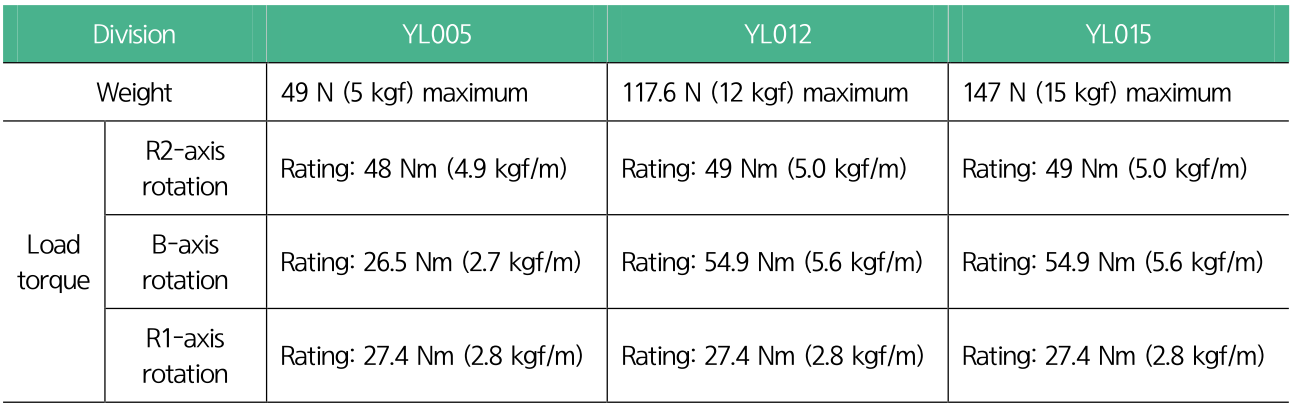 Division YL005 YL012 YL015
Weight 49 N (5 kgf) maximum 117.6 N (12 kgf) maximum 147 N (15 kgf) maximum
Load torque
R2-axis rotation Rating: 48 Nm (4.9 kgf/m) Rating: 49 Nm (5.0 kgf/m) Rating: 49 Nm (5.0 kgf/m)
B-axis rotation Rating: 26.5 Nm (2.7 kgf/m) Rating: 54.9 Nm (5.6 kgf/m) Rating: 54.9 Nm (5.6 kgf/m)
R1-axis rotation Rating: 27.4 Nm (2.8 kgf/m) Rating: 27.4 Nm (2.8 kgf/m) Rating: 27.4 Nm (2.8 kgf/m)